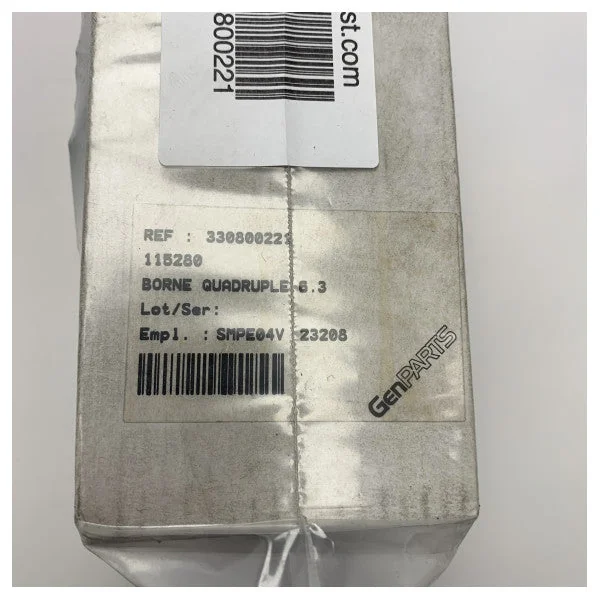 st.com
800221
REF : 330800221
115280
BORNE QUADRUPLE 6.3
Lot/Ser:
Empl. : SMPE04V 23208
GenPARTS